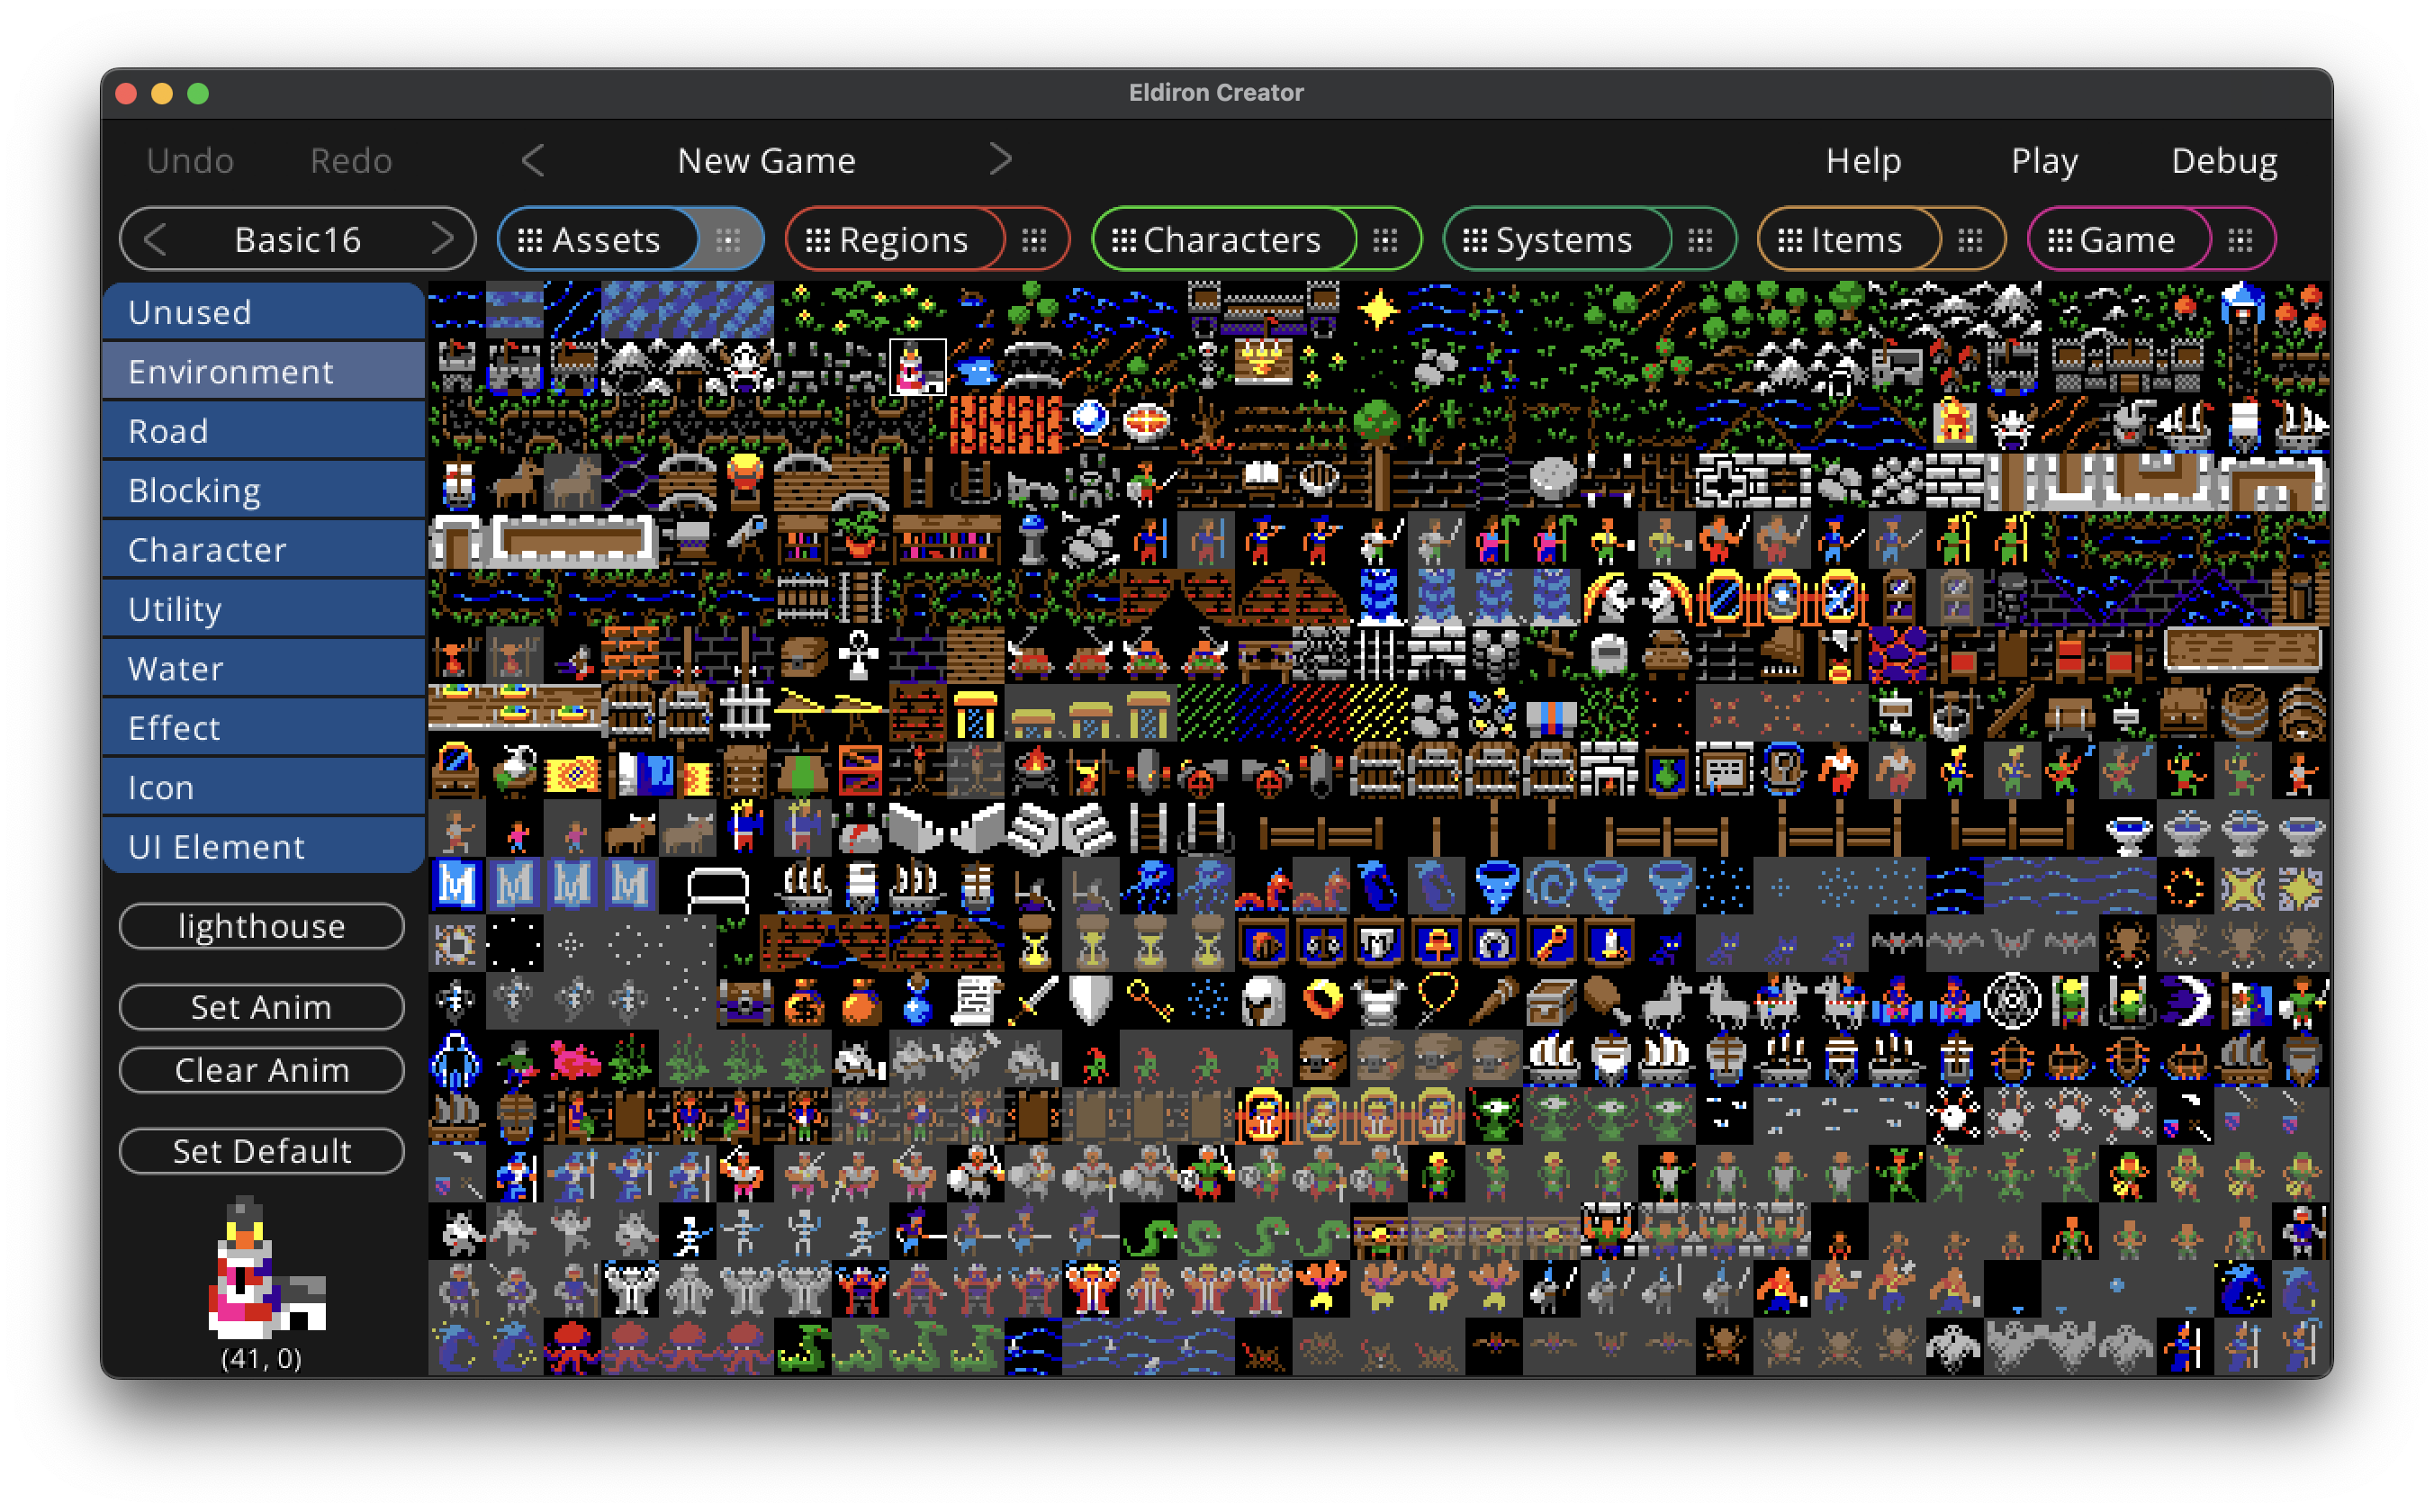 Eldiron Creator
Undo Redo < New Game > Help Play Debug
< Basic16 > Assets Regions Characters Systems Items Game
Unused
Environment
Road
Blocking
Character
Utility
Water
Effect
Icon
UI Element
lighthouse
Set Anim
Clear Anim
Set Default
(41, 0)